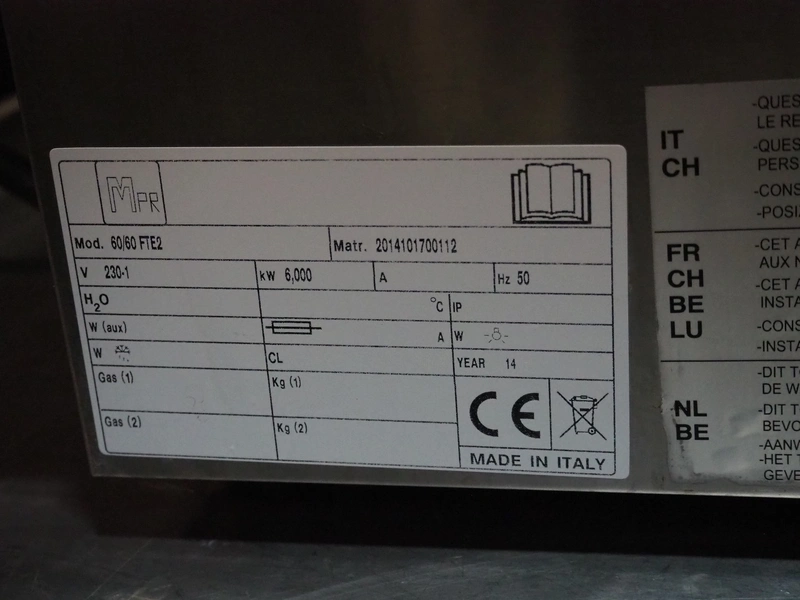 MPR
Mod. 60/60 FTE2
Matr. 2014101700112
V 230-1
kW 6,000
A
Hz 50
H2O
°C
IP
W (aux)
A
W
W
CL
YEAR 14
Gas (1)
Kg (1)
Gas (2)
Kg (2)
CE
MADE IN ITALY
IT
CH
-QUES
LE RE
-QUES
PERS
-CONS
-POSI
FR
CH
BE
LU
-CET A
AUX N
-CET A
INSTA
-CONS
-INSTA
NL
BE
-DIT TO
DE W
-DIT T
BEVO
-AANW
-HET T
GEVE